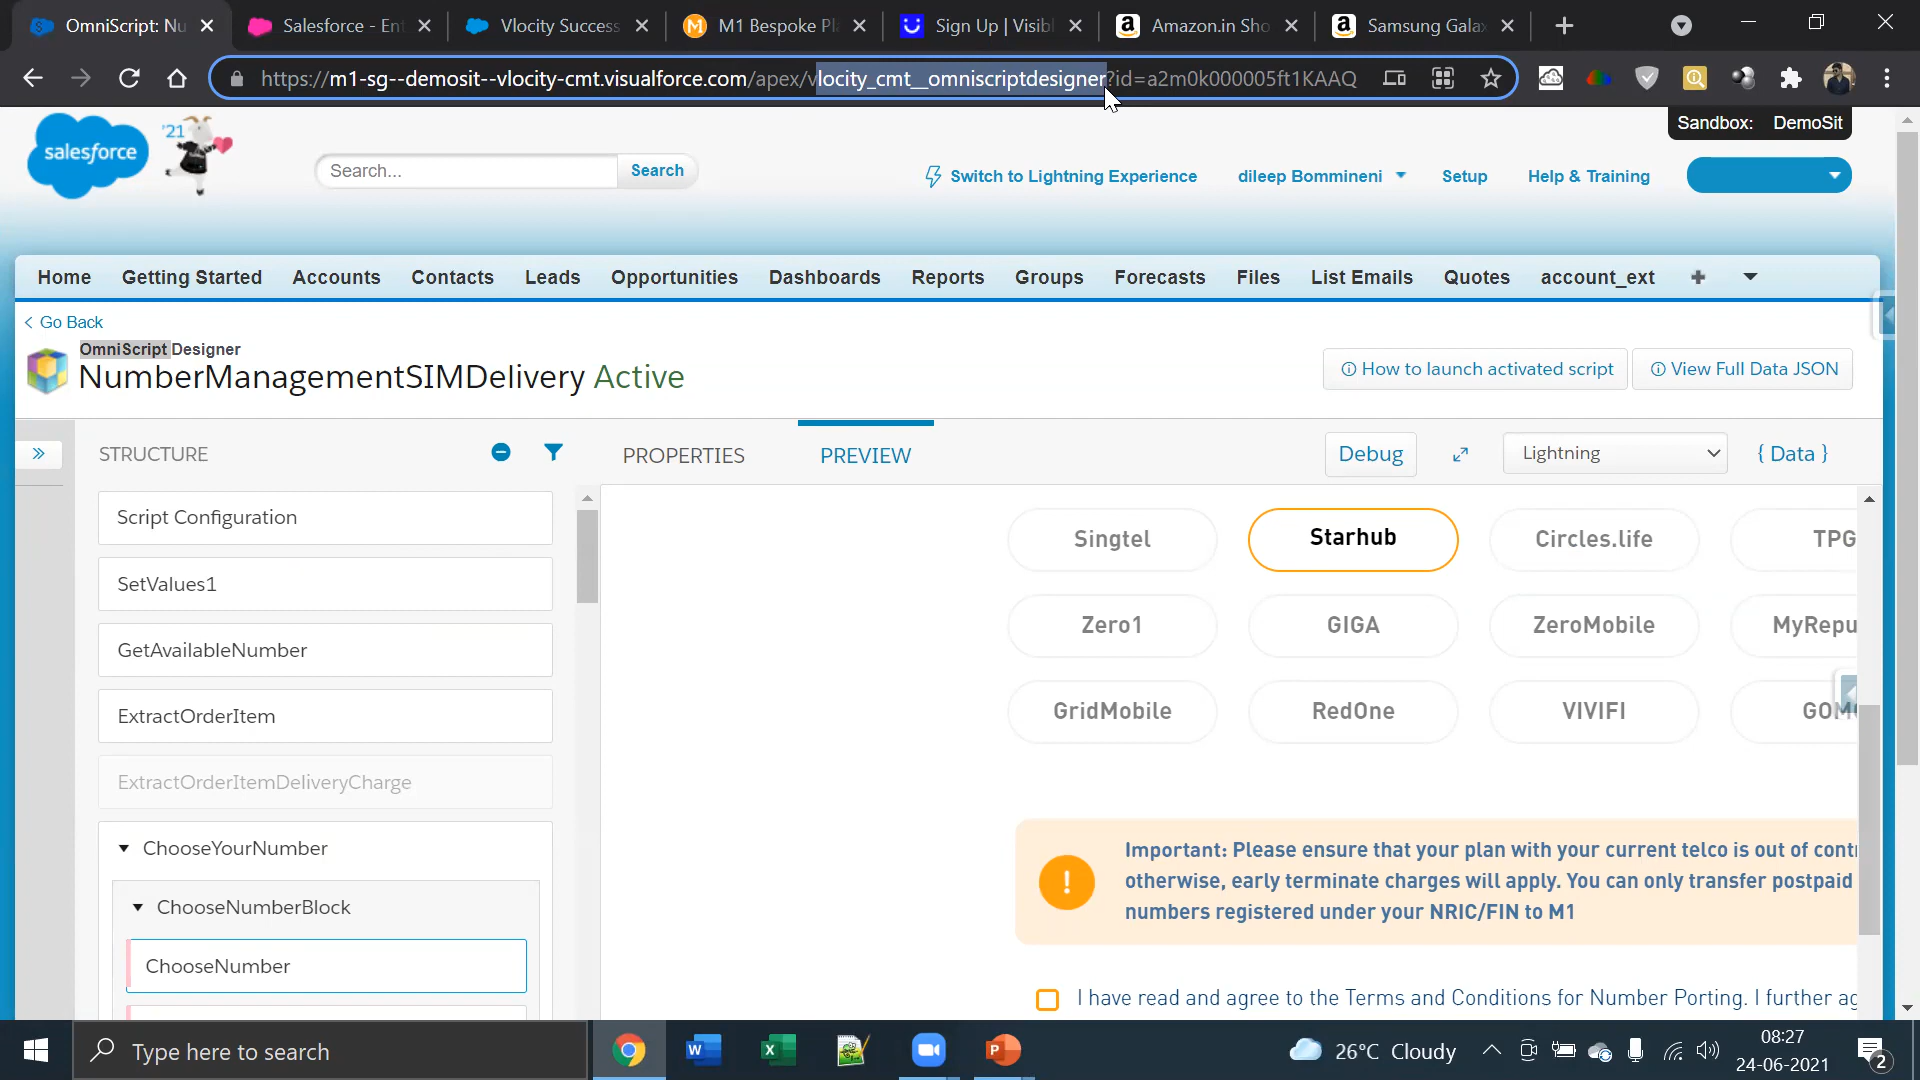 OmniScript: Nu
Salesforce - Ent
Vlocity Success
M1 Bespoke Pl
Sign Up | Visibl
Amazon.in Sho
Samsung Gala
https://m1-sg--demosit--vlocity-cmt.visualforce.com/apex/vlocity_cmt__omniscriptdesigner?id=a2m0k000005ft1KAAQ
Sandbox: DemoSit
salesforce
'21
Search...
Search
Switch to Lightning Experience
dileep Bommineni
Setup
Help & Training
Home
Getting Started
Accounts
Contacts
Leads
Opportunities
Dashboards
Reports
Groups
Forecasts
Files
List Emails
Quotes
account_ext
Go Back
OmniScript Designer
NumberManagementSIMDelivery Active
How to launch activated script
View Full Data JSON
STRUCTURE
PROPERTIES
PREVIEW
Debug
Lightning
{ Data }
Script Configuration
SetValues1
GetAvailableNumber
ExtractOrderItem
ExtractOrderItemDeliveryCharge
ChooseYourNumber
ChooseNumberBlock
ChooseNumber
Singtel
Starhub
Circles.life
TPG
Zero1
GIGA
ZeroMobile
MyRepu
GridMobile
RedOne
VIVIFI
GOM
Important: Please ensure that your plan with your current telco is out of contr
otherwise, early terminate charges will apply. You can only transfer postpaid
numbers registered under your NRIC/FIN to M1
I have read and agree to the Terms and Conditions for Number Porting. I further ag
Type here to search
26°C Cloudy
08:27
24-06-2021
2